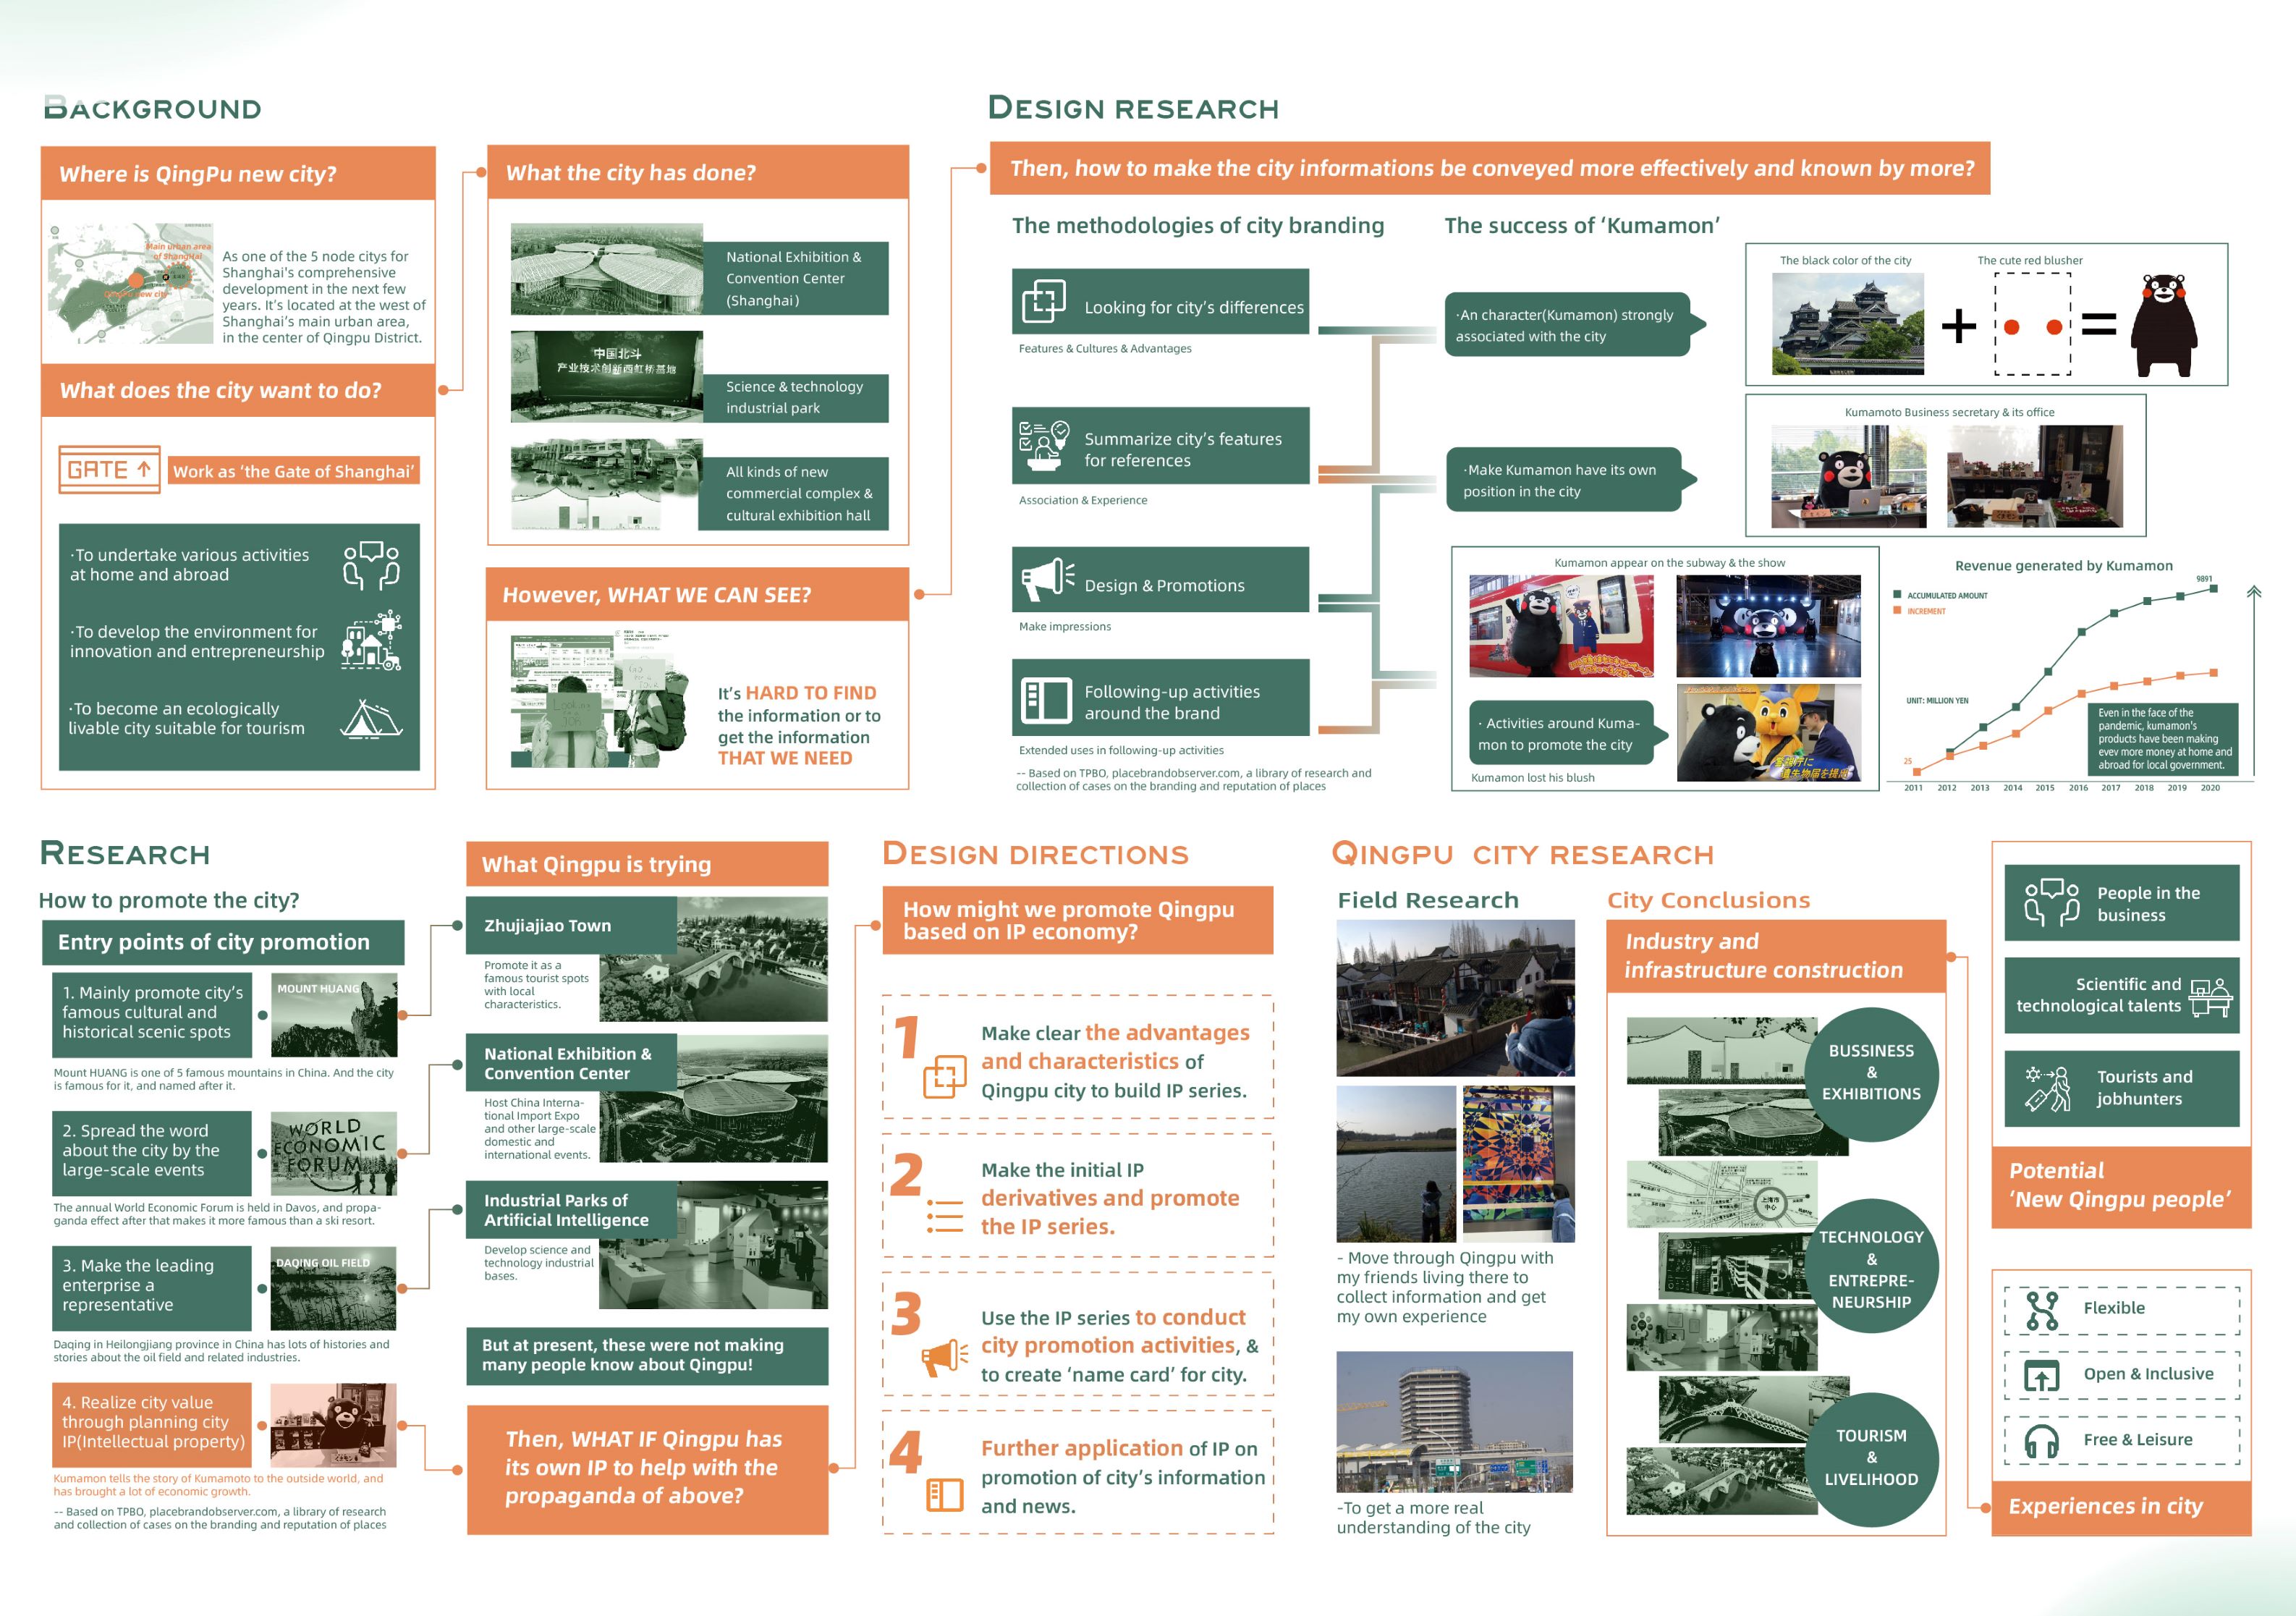 BACKGROUND
Where is QingPu new city?
Main urban area
of ShangHai
As one of the 5 node citys for
Shanghai's comprehensive
development in the next few
years. It's located at the west of
Shanghai's main urban area,
in the center of Qingpu District.
What does the city want to do?
GATE ↑
Work as 'the Gate of Shanghai'
·To undertake various activities
at home and abroad
·To develop the environment for
innovation and entrepreneurship
·To become an ecologically
livable city suitable for tourism
What the city has done?
National Exhibition &
Convention Center
(Shanghai)
中国北斗
产业技术创新西虹桥基地
Science & technology
industrial park
All kinds of new
commercial complex &
cultural exhibition hall
However, WHAT WE CAN SEE?
Looking
for a
JOB
It's HARD TO FIND
the information or to
get the information
THAT WE NEED
DESIGN RESEARCH
Then, how to make the city informations be conveyed more effectively and known by more?
The methodologies of city branding
Looking for city's differences
Features & Cultures & Advantages
Summarize city's features
for references
Association & Experience
Design & Promotions
Make impressions
Following-up activities
around the brand
Extended uses in following-up activities
-- Based on TPBO, placebrandobserver.com, a library of research and
collection of cases on the branding and reputation of places
The success of 'Kumamon'
·An character(Kumamon) strongly
associated with the city
The black color of the city
The cute red blusher
+
=
·Make Kumamon have its own
position in the city
Kumamoto Business secretary & its office
Kumamon appear on the subway & the show
· Activities around Kuma-
mon to promote the city
Kumamon lost his blush
Revenue generated by Kumamon
9891
ACCUMULATED AMOUNT
INCREMENT
UNIT: MILLION YEN
Even in the face of the
pandemic, kumamon's
products have been making
evev more money at home and
abroad for local government.
25
2011 2012 2013 2014 2015 2016 2017 2018 2019 2020
RESEARCH
How to promote the city?
Entry points of city promotion
1. Mainly promote city's
famous cultural and
historical scenic spots
MOUNT HUANG
Mount HUANG is one of 5 famous mountains in China. And the city
is famous for it, and named after it.
2. Spread the word
about the city by the
large-scale events
WORLD
ECONOMIC
FORUM
The annual World Economic Forum is held in Davos, and propa-
ganda effect after that makes it more famous than a ski resort.
3. Make the leading
enterprise a
representative
DAQING OIL FIELD
Daqing in Heilongjiang province in China has lots of histories and
stories about the oil field and related industries.
4. Realize city value
through planning city
IP(Intellectual property)
Kumamon tells the story of Kumamoto to the outside world, and
has brought a lot of economic growth.
-- Based on TPBO, placebrandobserver.com, a library of research
and collection of cases on the branding and reputation of places
What Qingpu is trying
Zhujiajiao Town
Promote it as a
famous tourist spots
with local
characteristics.
National Exhibition &
Convention Center
Host China Interna-
tional Import Expo
and other large-scale
domestic and
international events.
Industrial Parks of
Artificial Intelligence
Develop science and
technology industrial
bases.
But at present, these were not making
many people know about Qingpu!
Then, WHAT IF Qingpu has
its own IP to help with the
propaganda of above?
DESIGN DIRECTIONS
How might we promote Qingpu
based on IP economy?
1
Make clear the advantages
and characteristics of
Qingpu city to build IP series.
2
Make the initial IP
derivatives and promote
the IP series.
3
Use the IP series to conduct
city promotion activities, &
to create 'name card' for city.
4
Further application of IP on
promotion of city's information
and news.
QINGPU CITY RESEARCH
Field Research
- Move through Qingpu with
my friends living there to
collect information and get
my own experience
-To get a more real
understanding of the city
City Conclusions
Industry and
infrastructure construction
BUSSINESS
&
EXHIBITIONS
上海市
中心
TECHNOLOGY
&
ENTREPRE-
NEURSHIP
TOURISM
&
LIVELIHOOD
People in the
business
Scientific and
technological talents
Tourists and
jobhunters
Potential
'New Qingpu people'
Flexible
Open & Inclusive
Free & Leisure
Experiences in city